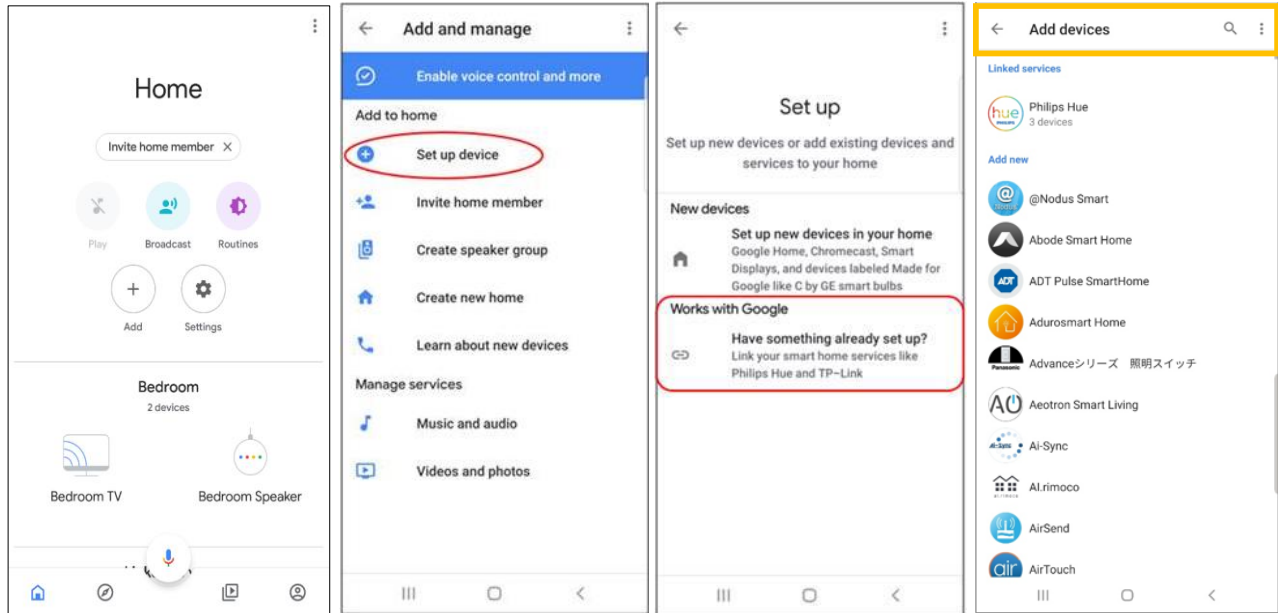 Home
Invite home member X
Play
Broadcast
Routines
Add
Settings
Bedroom
2 devices
Bedroom TV
Bedroom Speaker
Add and manage
Enable voice control and more
Add to home
Set up device
Invite home member
Create speaker group
Create new home
Learn about new devices
Manage services
Music and audio
Videos and photos
Set up
Set up new devices or add existing devices and
services to your home
New devices
Set up new devices in your home
Google Home, Chromecast, Smart
Displays, and devices labeled Made for
Google like C by GE smart bulbs
Works with Google
Have something already set up?
Link your smart home services like
Philips Hue and TP-Link
Add devices
Linked services
hue
PHILIPS
Philips Hue
3 devices
Add new
@
Nodus
@Nodus Smart
Abode Smart Home
ADT
ADT Pulse SmartHome
Adurosmart Home
Panasonic
Advanceシリーズ 照明スイッチ
Aeotron Smart Living
Ai-Sync
Ai-Sync
AI.rimoco
AI.rimoco
AirSend
air
AirTouch